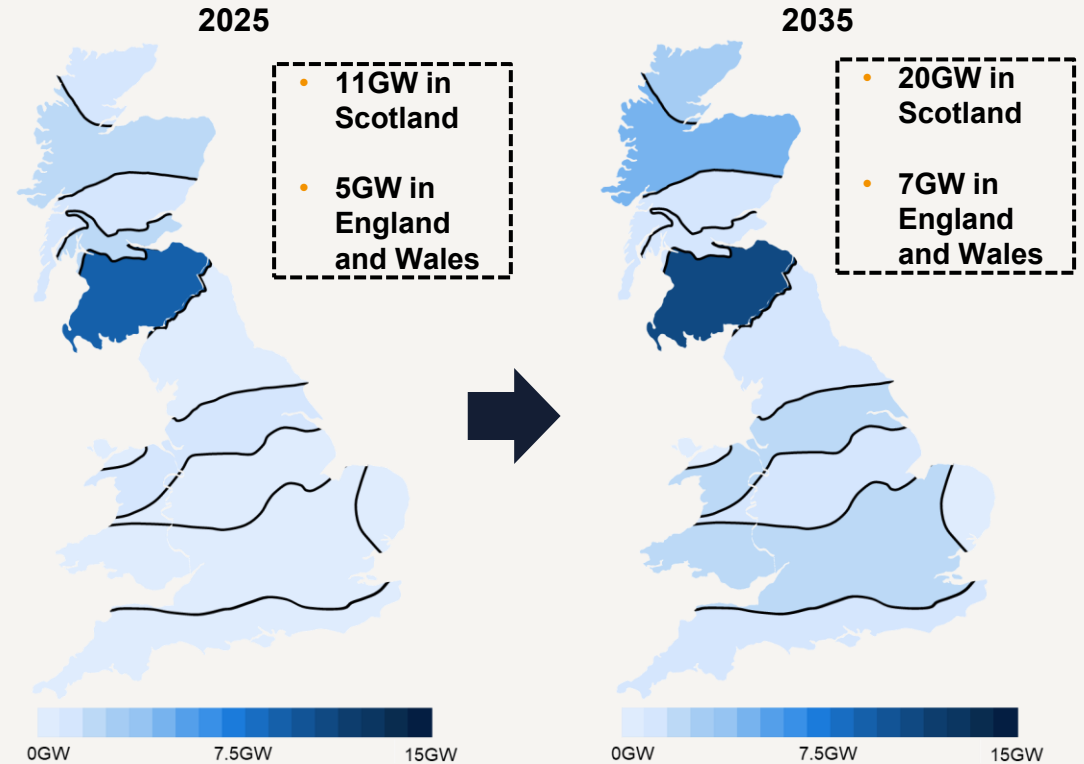 2025
• 11GW in
Scotland
• 5GW in
England
and Wales
0GW 7.5GW 15GW
2035
• 20GW in
Scotland
• 7GW in
England
and Wales
0GW 7.5GW 15GW